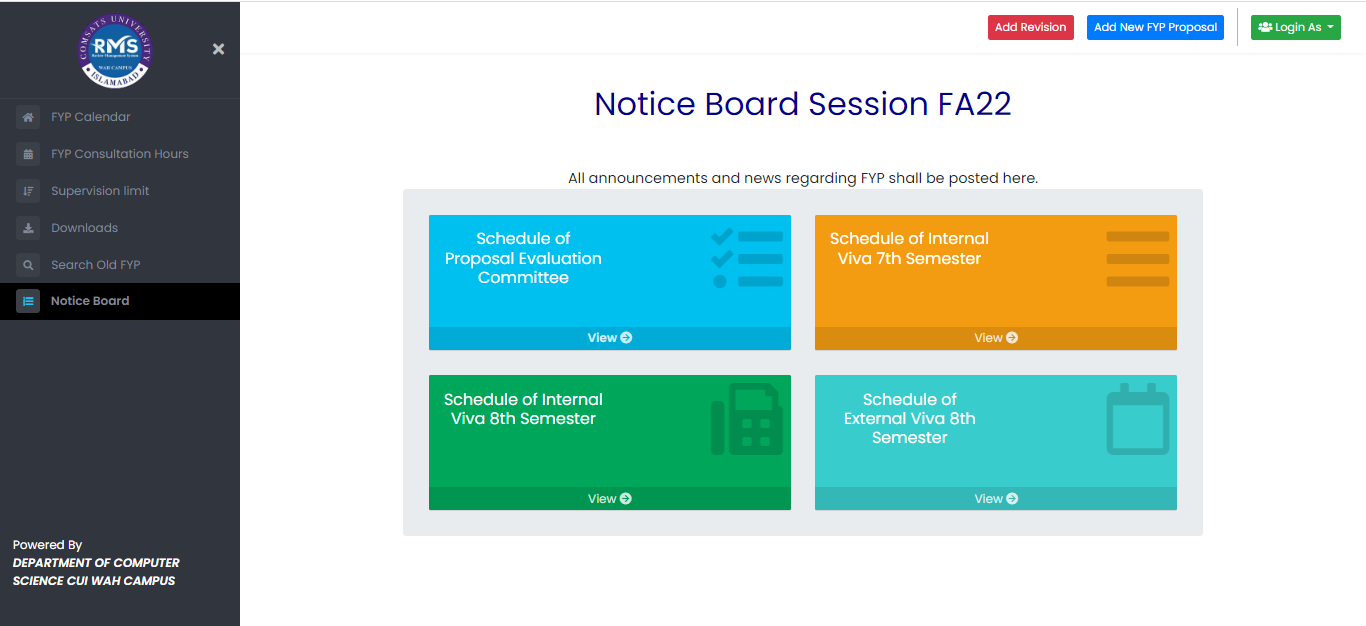 COMSATS UNIVERSITY
RMS
WAH CAMPUS
ISLAMABAD
FYP Calendar
FYP Consultation Hours
Supervision limit
Downloads
Search Old FYP
Notice Board
Powered By
DEPARTMENT OF COMPUTER
SCIENCE CUI WAH CAMPUS
Add Revision
Add New FYP Proposal
Login As
Notice Board Session FA22
All announcements and news regarding FYP shall be posted here.
Schedule of
Proposal Evaluation
Committee
View
Schedule of Internal
Viva 7th Semester
View
Schedule of Internal
Viva 8th Semester
View
Schedule of
External Viva 8th
Semester
View